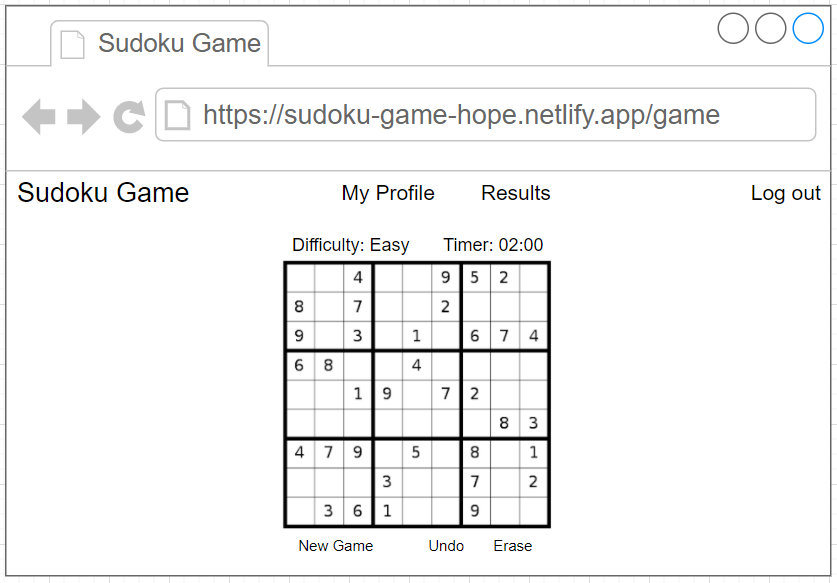 Sudoku Game
https://sudoku-game-hope.netlify.app/game
Sudoku Game My Profile Results Log out
Difficulty: Easy Timer: 02:00
4 9 5 2
8 7 2
9 3 1 6 7 4
6 8 4
1 9 7 2
8 3
4 7 9 5 8 1
3 7 2
3 6 1 9
New Game Undo Erase